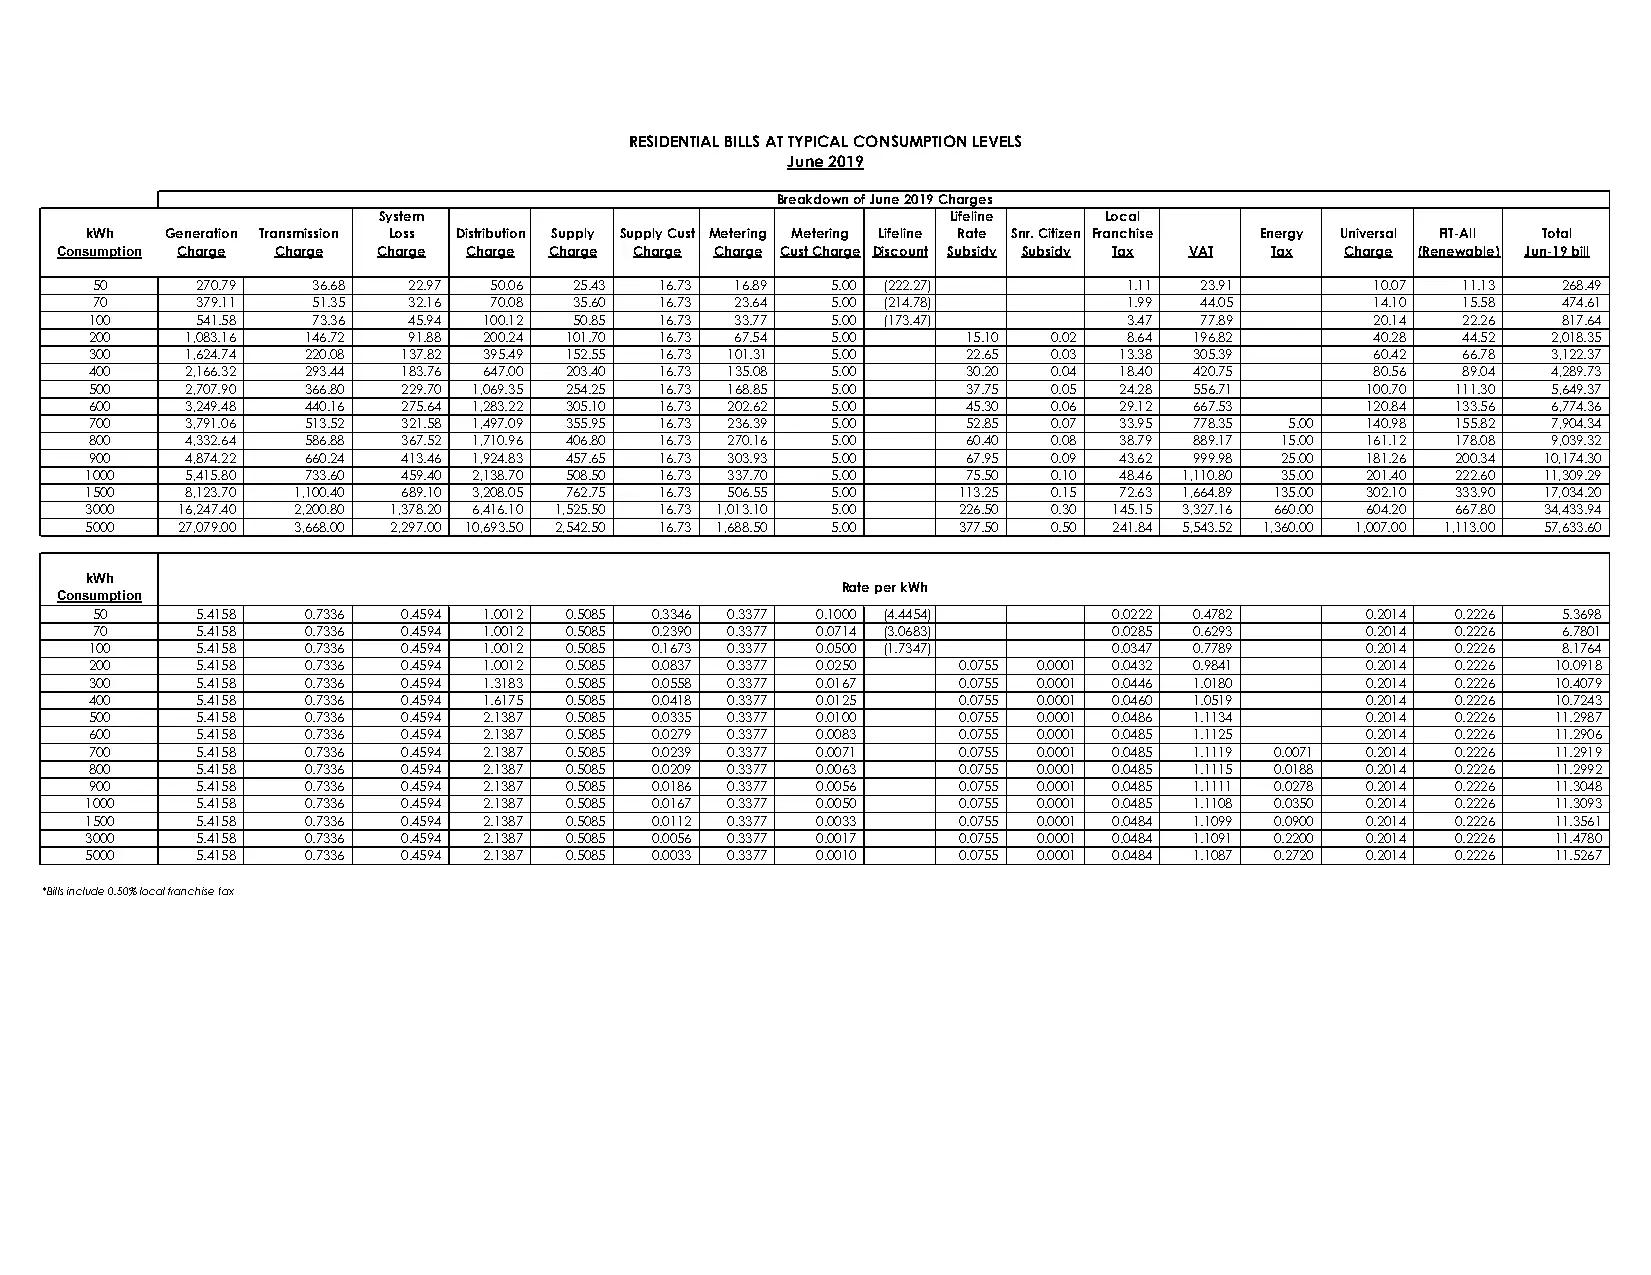 RESIDENTIAL BILLS AT TYPICAL CONSUMPTION LEVELS
June 2019
Breakdown of June 2019 Charges
kWh Consumption Generation Charge Transmission Charge System Loss Charge Distribution Charge Supply Charge Supply Cust Charge Metering Charge Metering Cust Charge Lifeline Discount Lifeline Rate Subsidy Snr. Citizen Subsidy Local Franchise Tax VAT Energy Tax Universal Charge FIT-All (Renewable) Total Jun-19 bill
50 270.79 36.68 22.97 50.06 25.43 16.73 16.89 5.00 (222.27) 1.11 23.91 10.07 11.13 268.49
70 379.11 51.35 32.16 70.08 35.60 16.73 23.64 5.00 (214.78) 1.99 44.05 14.10 15.58 474.61
100 541.58 73.36 45.94 100.12 50.85 16.73 33.77 5.00 (173.47) 3.47 77.89 20.14 22.26 817.64
200 1,083.16 146.72 91.88 200.24 101.70 16.73 67.54 5.00 15.10 0.02 8.64 196.82 40.28 44.52 2,018.35
300 1,624.74 220.08 137.82 395.49 152.55 16.73 101.31 5.00 22.65 0.03 13.38 305.39 60.42 66.78 3,122.37
400 2,166.32 293.44 183.76 647.00 203.40 16.73 135.08 5.00 30.20 0.04 18.40 420.75 80.56 89.04 4,289.73
500 2,707.90 366.80 229.70 1,069.35 254.25 16.73 168.85 5.00 37.75 0.05 24.28 556.71 100.70 111.30 5,649.37
600 3,249.48 440.16 275.64 1,283.22 305.10 16.73 202.62 5.00 45.30 0.06 29.12 667.53 120.84 133.56 6,774.36
700 3,791.06 513.52 321.58 1,497.09 355.95 16.73 236.39 5.00 52.85 0.07 33.95 778.35 5.00 140.98 155.82 7,904.34
800 4,332.64 586.88 367.52 1,710.96 406.80 16.73 270.16 5.00 60.40 0.08 38.79 889.17 15.00 161.12 178.08 9,039.32
900 4,874.22 660.24 413.46 1,924.83 457.65 16.73 303.93 5.00 67.95 0.09 43.62 999.98 25.00 181.26 200.34 10,174.30
1000 5,415.80 733.60 459.40 2,138.70 508.50 16.73 337.70 5.00 75.50 0.10 48.46 1,110.80 35.00 201.40 222.60 11,309.29
1500 8,123.70 1,100.40 689.10 3,208.05 762.75 16.73 506.55 5.00 113.25 0.15 72.63 1,664.89 135.00 302.10 333.90 17,034.20
3000 16,247.40 2,200.80 1,378.20 6,416.10 1,525.50 16.73 1,013.10 5.00 226.50 0.30 145.15 3,327.16 660.00 604.20 667.80 34,433.94
5000 27,079.00 3,668.00 2,297.00 10,693.50 2,542.50 16.73 1,688.50 5.00 377.50 0.50 241.84 5,543.52 1,360.00 1,007.00 1,113.00 57,633.60
kWh
Consumption
Rate per kWh
50 5.4158 0.7336 0.4594 1.0012 0.5085 0.3346 0.3377 0.1000 (4.4454) 0.0222 0.4782 0.2014 0.2226 5.3698
70 5.4158 0.7336 0.4594 1.0012 0.5085 0.2390 0.3377 0.0714 (3.0683) 0.0285 0.6293 0.2014 0.2226 6.7801
100 5.4158 0.7336 0.4594 1.0012 0.5085 0.1673 0.3377 0.0500 (1.7347) 0.0347 0.7789 0.2014 0.2226 8.1764
200 5.4158 0.7336 0.4594 1.0012 0.5085 0.0837 0.3377 0.0250 0.0755 0.0001 0.0432 0.9841 0.2014 0.2226 10.0918
300 5.4158 0.7336 0.4594 1.3183 0.5085 0.0558 0.3377 0.0167 0.0755 0.0001 0.0446 1.0180 0.2014 0.2226 10.4079
400 5.4158 0.7336 0.4594 1.6175 0.5085 0.0418 0.3377 0.0125 0.0755 0.0001 0.0460 1.0519 0.2014 0.2226 10.7243
500 5.4158 0.7336 0.4594 2.1387 0.5085 0.0335 0.3377 0.0100 0.0755 0.0001 0.0486 1.1134 0.2014 0.2226 11.2987
600 5.4158 0.7336 0.4594 2.1387 0.5085 0.0279 0.3377 0.0083 0.0755 0.0001 0.0485 1.1125 0.2014 0.2226 11.2906
700 5.4158 0.7336 0.4594 2.1387 0.5085 0.0239 0.3377 0.0071 0.0755 0.0001 0.0485 1.1119 0.0071 0.2014 0.2226 11.2919
800 5.4158 0.7336 0.4594 2.1387 0.5085 0.0209 0.3377 0.0063 0.0755 0.0001 0.0485 1.1115 0.0188 0.2014 0.2226 11.2992
900 5.4158 0.7336 0.4594 2.1387 0.5085 0.0186 0.3377 0.0056 0.0755 0.0001 0.0485 1.1111 0.0278 0.2014 0.2226 11.3048
1000 5.4158 0.7336 0.4594 2.1387 0.5085 0.0167 0.3377 0.0050 0.0755 0.0001 0.0485 1.1108 0.0350 0.2014 0.2226 11.3093
1500 5.4158 0.7336 0.4594 2.1387 0.5085 0.0112 0.3377 0.0033 0.0755 0.0001 0.0484 1.1099 0.0900 0.2014 0.2226 11.3561
3000 5.4158 0.7336 0.4594 2.1387 0.5085 0.0056 0.3377 0.0017 0.0755 0.0001 0.0484 1.1091 0.2200 0.2014 0.2226 11.4780
5000 5.4158 0.7336 0.4594 2.1387 0.5085 0.0033 0.3377 0.0010 0.0755 0.0001 0.0484 1.1087 0.2720 0.2014 0.2226 11.5267
*Bills include 0.50% local franchise tax